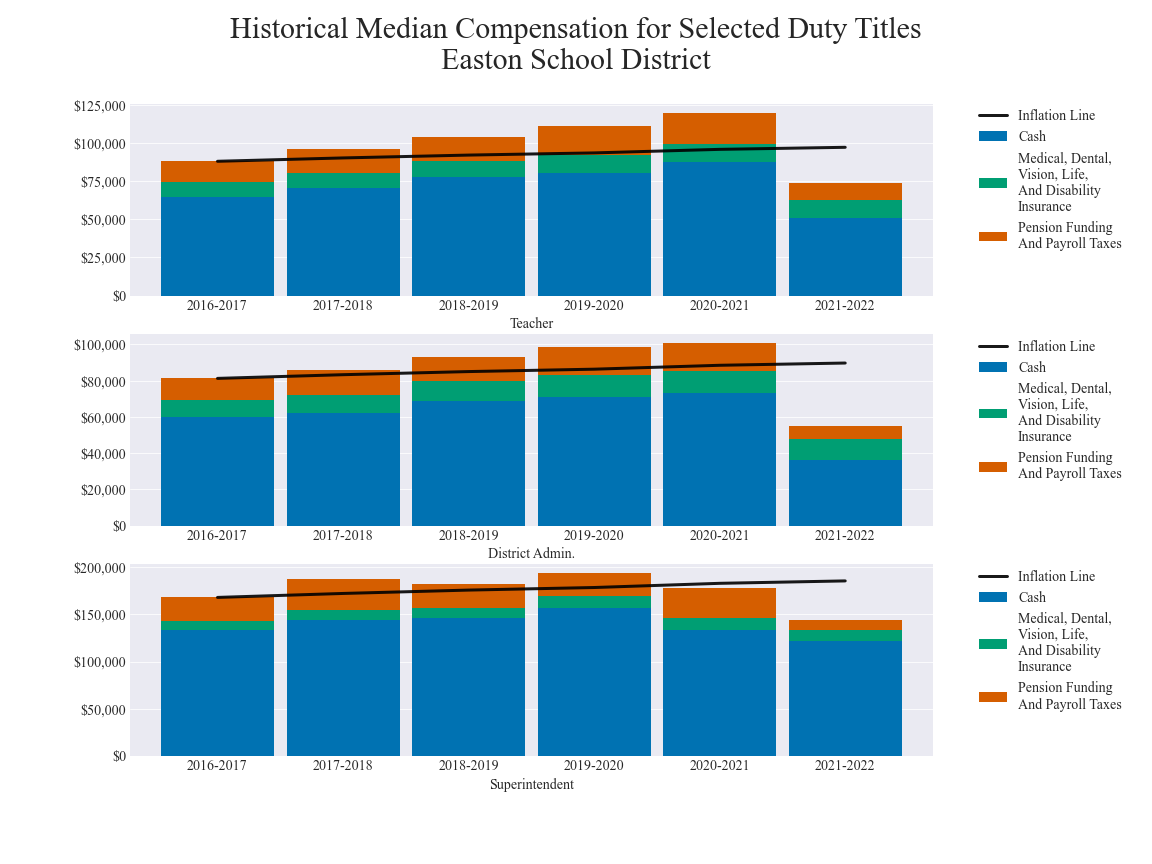 Historical Median Compensation for Selected Duty Titles
Easton School District
$125,000
$100,000
$75,000
$50,000
$25,000
$0
2016-2017 2017-2018 2018-2019 2019-2020 2020-2021 2021-2022
Teacher
Inflation Line
Cash
Medical, Dental,
Vision, Life,
And Disability
Insurance
Pension Funding
And Payroll Taxes
$100,000
$80,000
$60,000
$40,000
$20,000
$0
2016-2017 2017-2018 2018-2019 2019-2020 2020-2021 2021-2022
District Admin.
Inflation Line
Cash
Medical, Dental,
Vision, Life,
And Disability
Insurance
Pension Funding
And Payroll Taxes
$200,000
$150,000
$100,000
$50,000
$0
2016-2017 2017-2018 2018-2019 2019-2020 2020-2021 2021-2022
Superintendent
Inflation Line
Cash
Medical, Dental,
Vision, Life,
And Disability
Insurance
Pension Funding
And Payroll Taxes